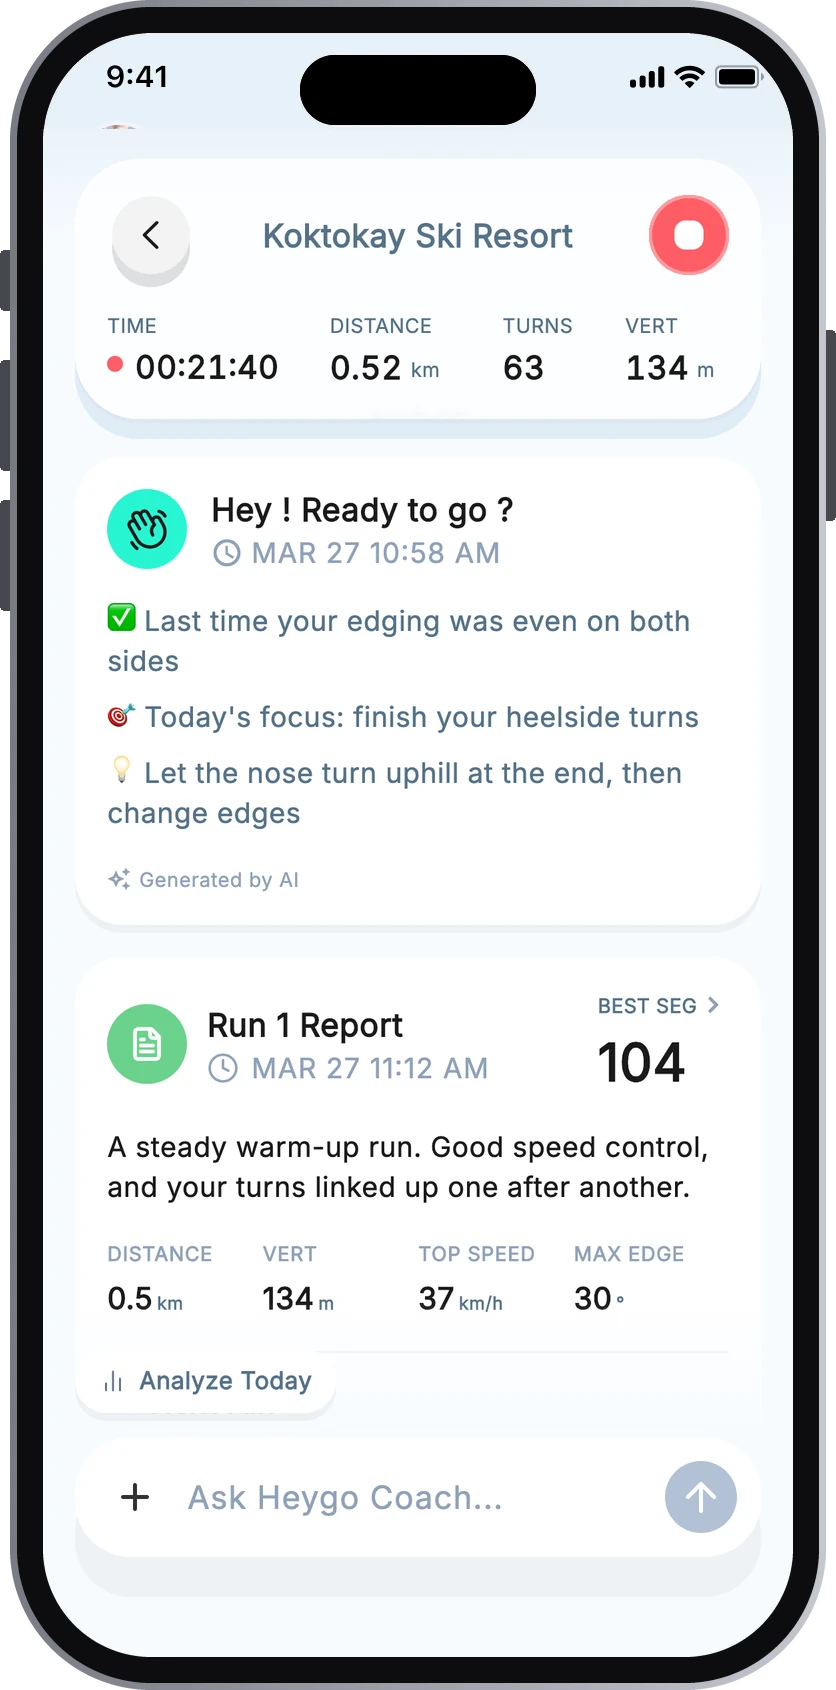 9:41
Koktokay Ski Resort
TIME DISTANCE TURNS VERT
00:21:40 0.52 km 63 134 m
Hey ! Ready to go ?
MAR 27 10:58 AM
✅ Last time your edging was even on both
sides
🎯 Today's focus: finish your heelside turns
💡 Let the nose turn uphill at the end, then
change edges
Generated by AI
BEST SEG
Run 1 Report
104
MAR 27 11:12 AM
A steady warm-up run. Good speed control,
and your turns linked up one after another.
DISTANCE VERT TOP SPEED MAX EDGE
0.5 km 134 m 37 km/h 30 °
Analyze Today
Ask Heygo Coach...